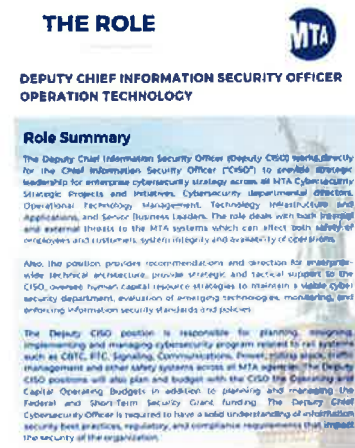 THE ROLE
MTA
DEPUTY CHIEF INFORMATION SECURITY OFFICER
OPERATION TECHNOLOGY
Role Summary
The Deputy Chief Information Security Officer (Deputy CISO) works directly
for the Chief Information Security Officer ("CISO") to provide strategic
leadership for enterprise cybersecurity strategy across all MTA Cybersecurity
Strategic Projects and Initiatives, Cybersecurity departmental directors,
Operational Technology Management, Technology Infrastructure and
Applications, and Senior Business Leaders. The role deals with both internal
and external threats to the MTA systems which can affect both safety of
employees and customers, system integrity and availability of operations.
Also, the position provides recommendations and direction for enterprise-
wide technical architecture, provide strategic and tactical support to the
CISO, oversee human capital resource strategies to maintain a viable cyber
security department, evaluation of emerging technologies, monitoring, and
enforcing information security standards and policies.
The Deputy CISO position is responsible for planning, designing,
implementing and managing cybersecurity program related to rail systems
such as CBTC, PTC, Signaling, Communications, Power, rolling stock, traffic
management and other safety systems across all MTA agencies. The Deputy
CISO positions will also plan and budget with the CISO the Operating and
Capital Operating Budgets in addition to planning and managing the
Federal and Short-Term Security Grant funding. The Deputy Chief
Cybersecurity Officer is required to have a solid understanding of information
security best practices, regulatory, and compliance requirements that impact
the security of the organization.